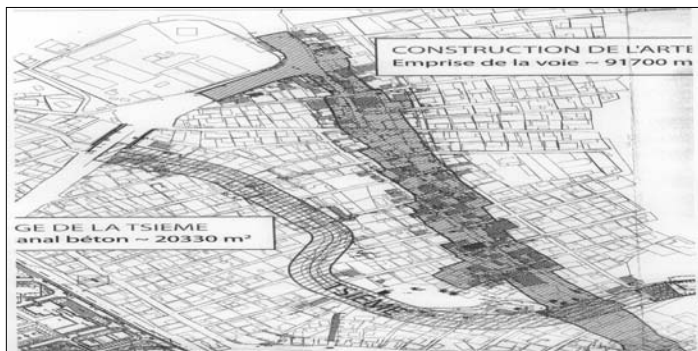 CONSTRUCTION DE L'ARTE
Emprise de la voie ~ 91700 m
GE DE LA TSIEME
anal béton ~ 20330 m²
TSIEME